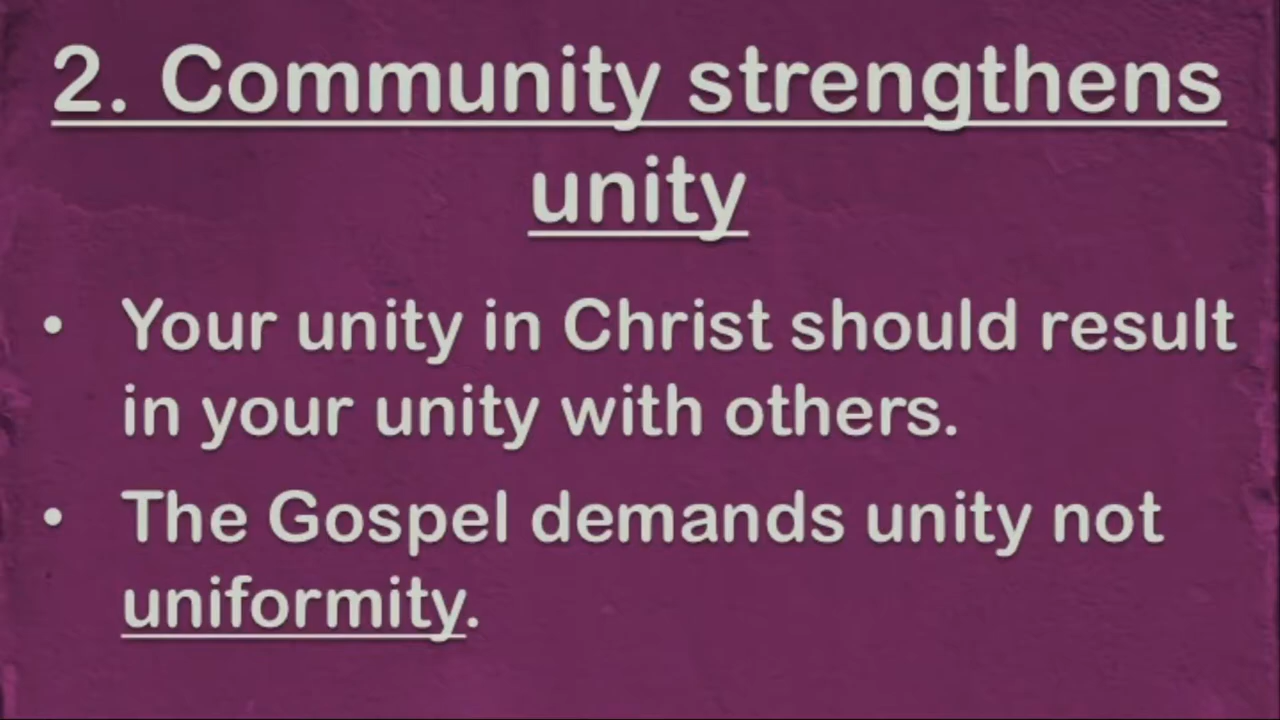 2. Community strengthens
unity
• Your unity in Christ should result
in your unity with others.
• The Gospel demands unity not
uniformity.